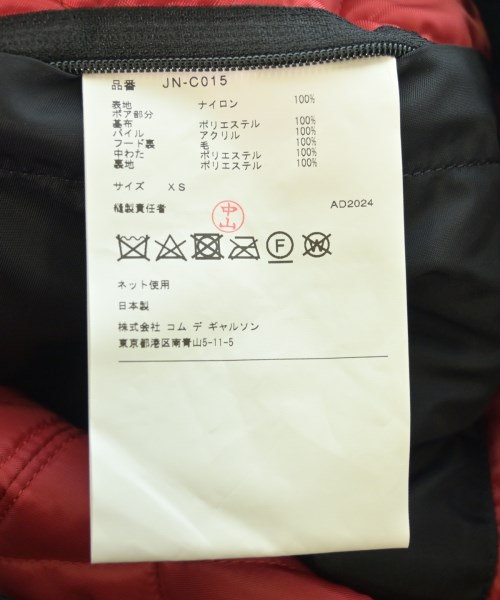 品番 JN-C015
表地 ナイロン 100%
ボア部分
基布 ポリエステル 100%
パイル アクリル 100%
フード裏 毛 100%
中わた ポリエステル 100%
裏地 ポリエステル 100%
サイズ XS
縫製責任者 中山 AD2024
F W
ネット使用
日本製
株式会社 コム デ ギャルソン
東京都港区南青山5-11-5